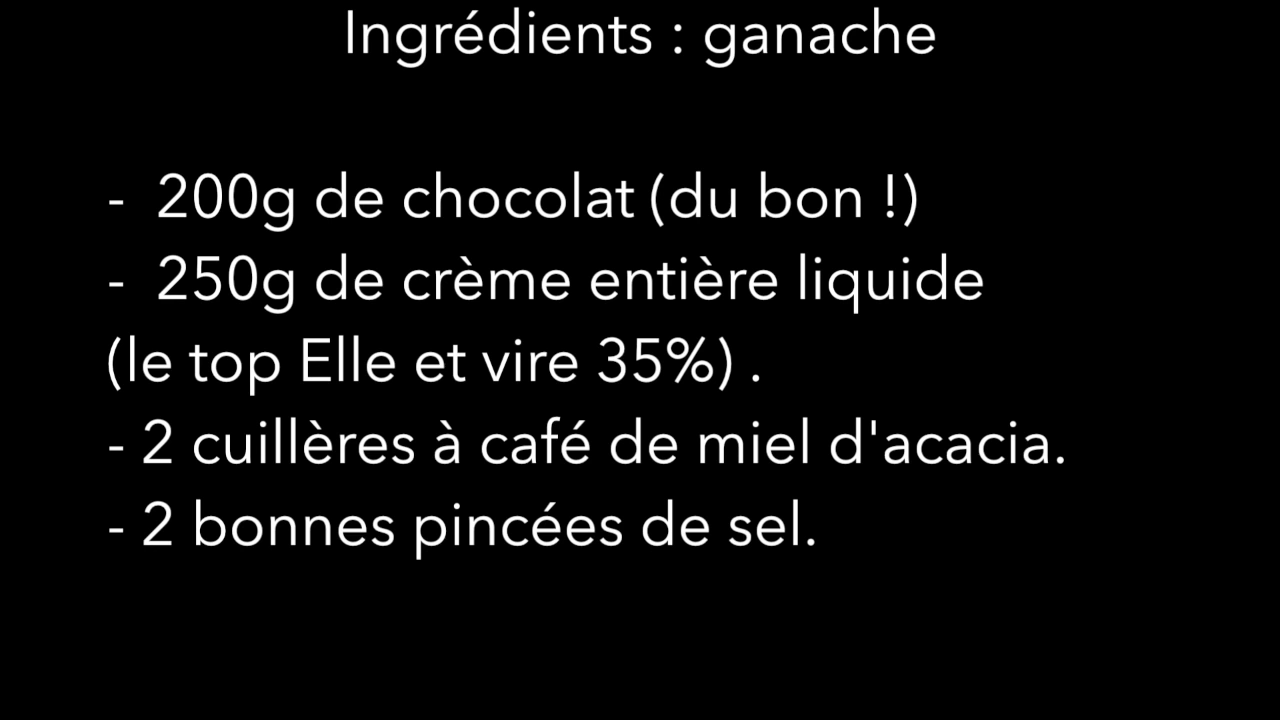 Ingrédients : ganache
- 200g de chocolat (du bon !)
- 250g de crème entière liquide
(le top Elle et vire 35%) .
- 2 cuillères à café de miel d'acacia.
- 2 bonnes pincées de sel.